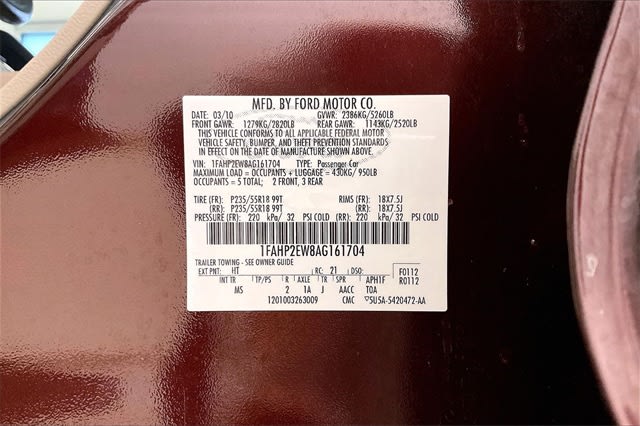 MFD. BY FORD MOTOR CO.
DATE: 03/10 GVWR: 2386KG/5260LB
FRONT GAWR: 1279KG/2820LB REAR GAWR: 1143KG/2520LB
THIS VEHICLE CONFORMS TO ALL APPLICABLE FEDERAL MOTOR
VEHICLE SAFETY, BUMPER, AND THEFT PREVENTION STANDARDS
IN EFFECT ON THE DATE OF MANUFACTURE SHOWN ABOVE.
VIN: 1FAHP2EW8AG161704 TYPE: Passenger Car
MAXIMUM LOAD = OCCUPANTS + LUGGAGE = 430KG/ 950LB
OCCUPANTS = 5 TOTAL; 2 FRONT, 3 REAR
TIRE (FR): P235/55R18 99T RIMS (FR): 18X7.5J
(RR): P235/55R18 99T (RR): 18X7.5J
PRESSURE (FR): 220 kPa/ 32 PSI COLD (RR): 220 kPa/ 32 PSI COLD
1FAHP2EW8AG161704
TRAILER TOWING - SEE OWNER GUIDE
EXT PNT: HT RC: 21 DSO: F0112
INT TR TP/PS R AXLE TR SPR APH1F R0112
M5 2 1A J AACC TOA
1201003263009 CMC 5U5A-5420472-AA